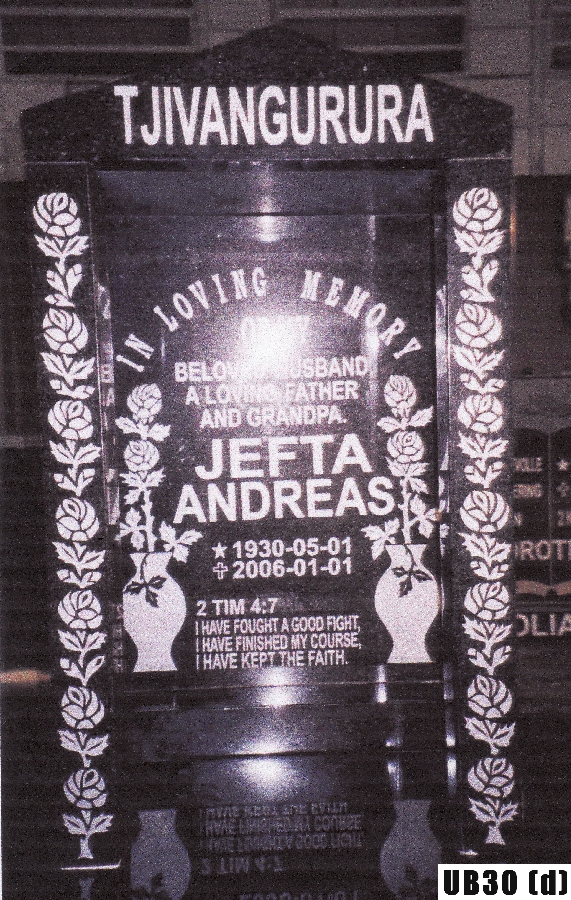 TJIVANGURURA
IN LOVING MEMORY
HUSBAND
A LOVING FATHER
AND GRANDPA.
JEFTA
ANDREAS
★ 1930-05-01
✞ 2006-01-01
2 TIM 4:7
I HAVE FOUGHT A GOOD FIGHT,
I HAVE FINISHED MY COURSE,
I HAVE KEPT THE FAITH.
UB30 (d)